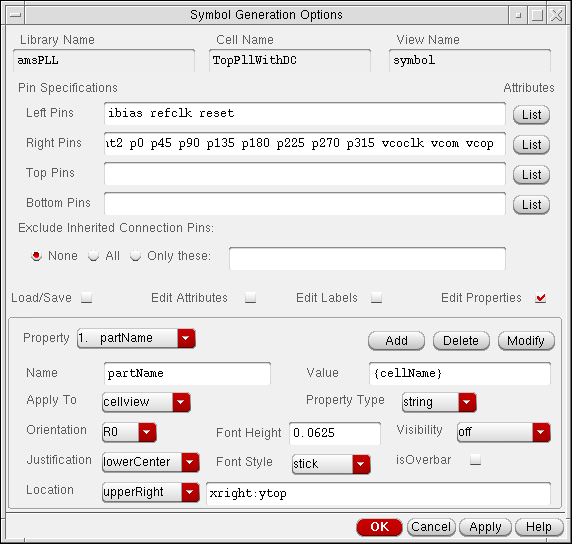 Symbol Generation Options
Library Name Cell Name View Name
amsPLL TopPllWithDC symbol
Pin Specifications Attributes
Left Pins ibias refclk reset List
Right Pins nt2 p0 p45 p90 p135 p180 p225 p270 p315 vcoclk vcom vcop List
Top Pins List
Bottom Pins List
Exclude Inherited Connection Pins:
None All Only these:
Load/Save Edit Attributes Edit Labels Edit Properties
Property 1. partName Add Delete Modify
Name partName Value {cellName}
Apply To cellview Property Type string
Orientation R0 Font Height 0.0625 Visibility off
Justification lowerCenter Font Style stick isOverbar
Location upperRight xright:ytop
OK Cancel Apply Help